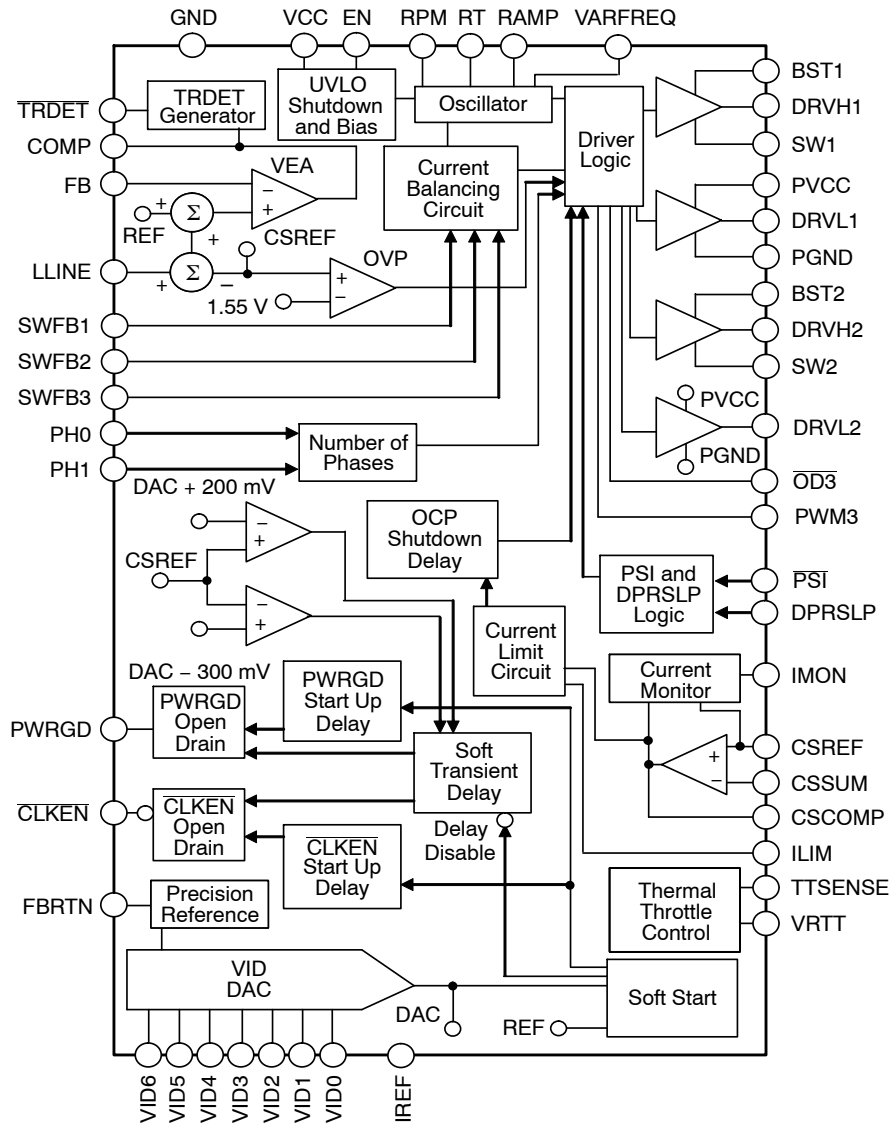 GND
VCC
EN
RPM
RT
RAMP
VARFREQ
TRDET
COMP
FB
LLINE
SWFB1
SWFB2
SWFB3
PH0
PH1
TRDET
Generator
UVLO
Shutdown
and Bias
Oscillator
Driver
Logic
Current
Balancing
Circuit
VEA
−
+
+
Σ
REF
+
CSREF
Σ
+
−
OVP
+
−
1.55 V
Number of
Phases
BST1
DRVH1
SW1
PVCC
DRVL1
PGND
BST2
DRVH2
SW2
PVCC
PGND
DRVL2
OD3
PWM3
PSI
DPRSLP
PSI and
DPRSLP
Logic
DAC + 200 mV
−
+
CSREF
−
+
DAC − 300 mV
OCP
Shutdown
Delay
Current
Limit
Circuit
Current
Monitor
IMON
+
−
CSREF
CSSUM
CSCOMP
ILIM
TTSENSE
VRTT
Thermal
Throttle
Control
PWRGD
PWRGD
Open
Drain
PWRGD
Start Up
Delay
Soft
Transient
Delay
CLKEN
CLKEN
Open
Drain
CLKEN
Start Up
Delay
Delay
Disable
FBRTN
Precision
Reference
VID
DAC
DAC
REF
Soft Start
VID6
VID5
VID4
VID3
VID2
VID1
VID0
IREF